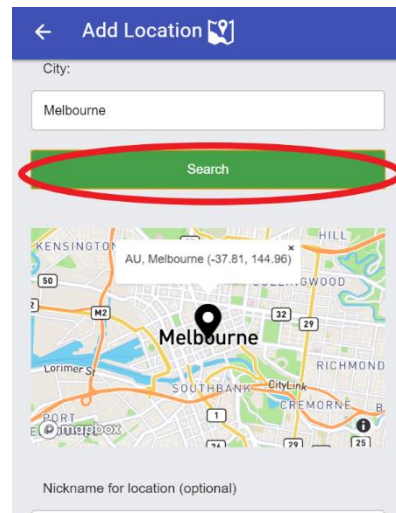 Add Location
City:
Melbourne
Search
HILL
KENSINGTON
AU, Melbourne (-37.81, 144.96)
×
50
M2
32
29
Melbourne
Lorimer St
RICHMOND
SOUTHBANK
CityLink
CREMORNE
PORT
1
mapbox
29
25
Nickname for location (optional)